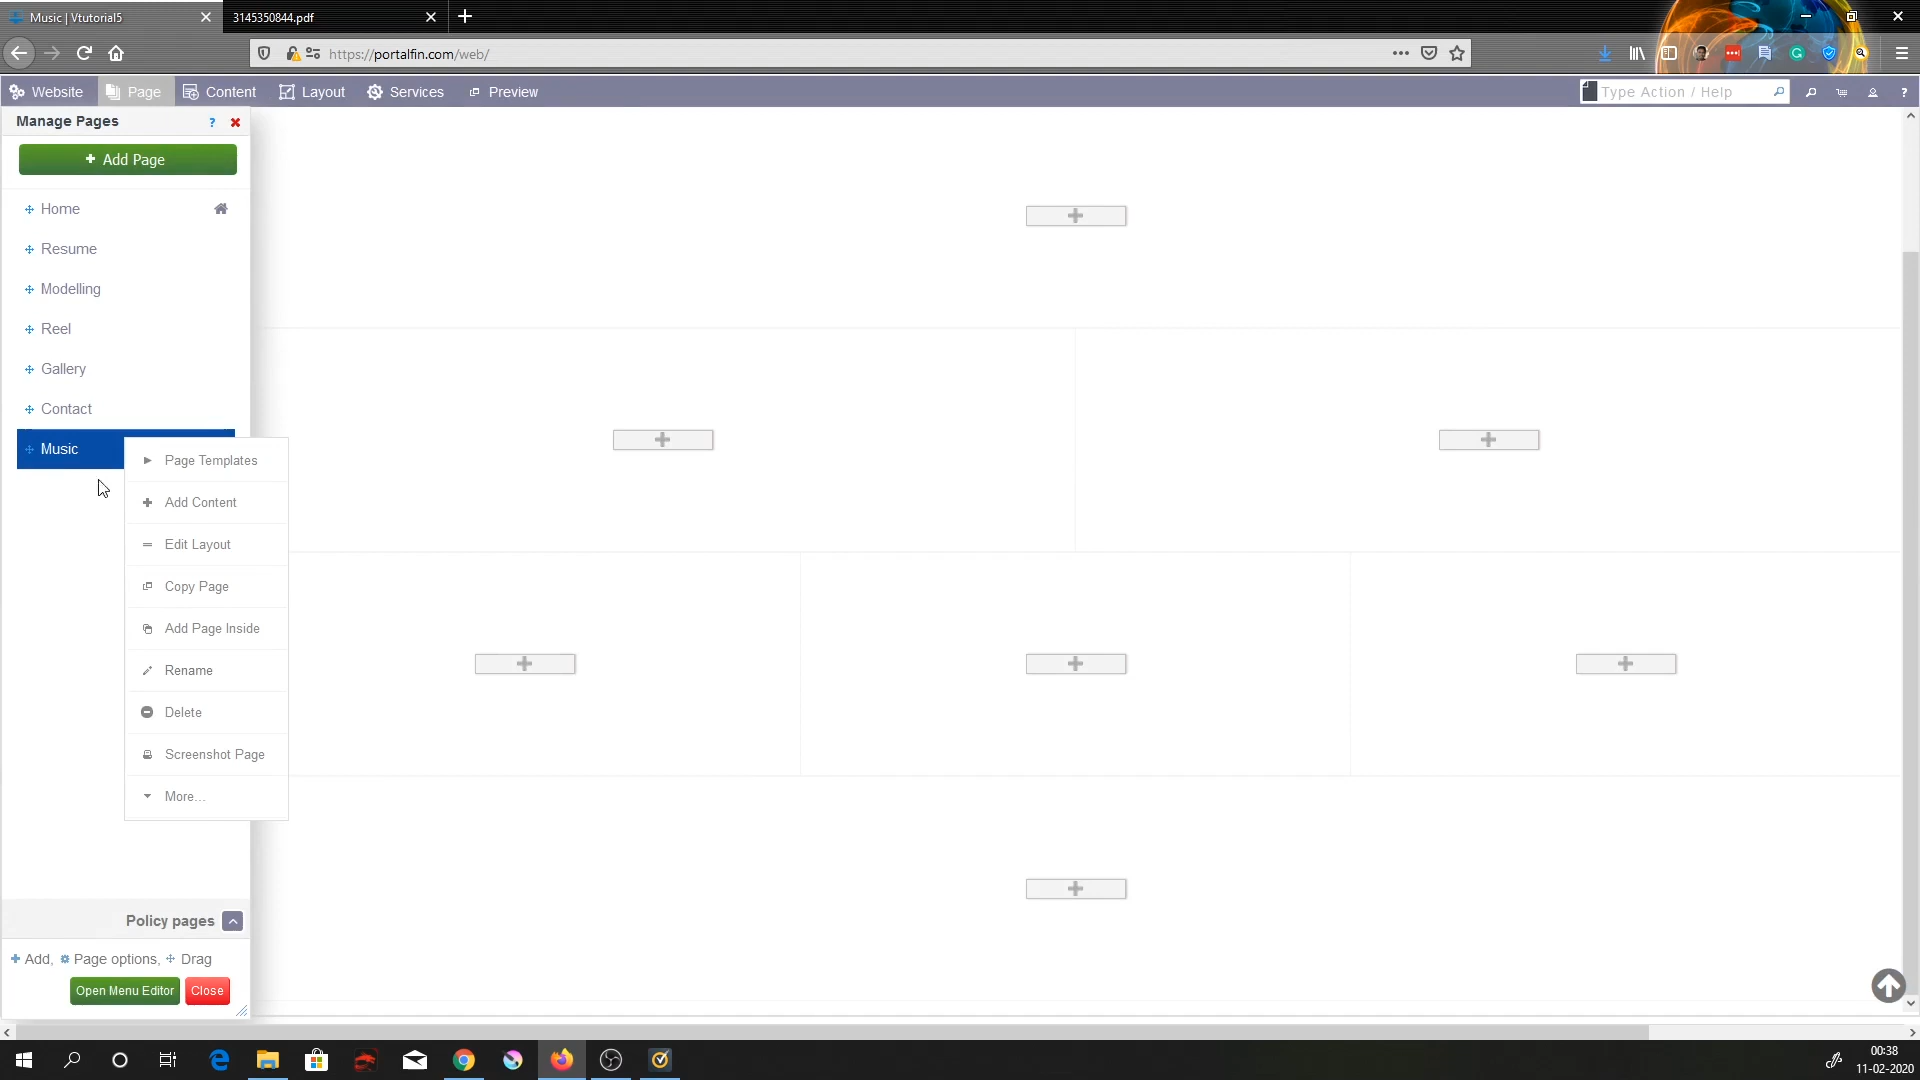 Music | Vtutorial5
3145350844.pdf
https://portalfin.com/web/
Website
Page
Content
Layout
Services
Preview
Type Action / Help
Manage Pages
Add Page
Home
Resume
Modelling
Reel
Gallery
Contact
Music
Page Templates
Add Content
Edit Layout
Copy Page
Add Page Inside
Rename
Delete
Screenshot Page
More...
Policy pages
Add, Page options, Drag
Open Menu Editor
Close
00:38
11-02-2020